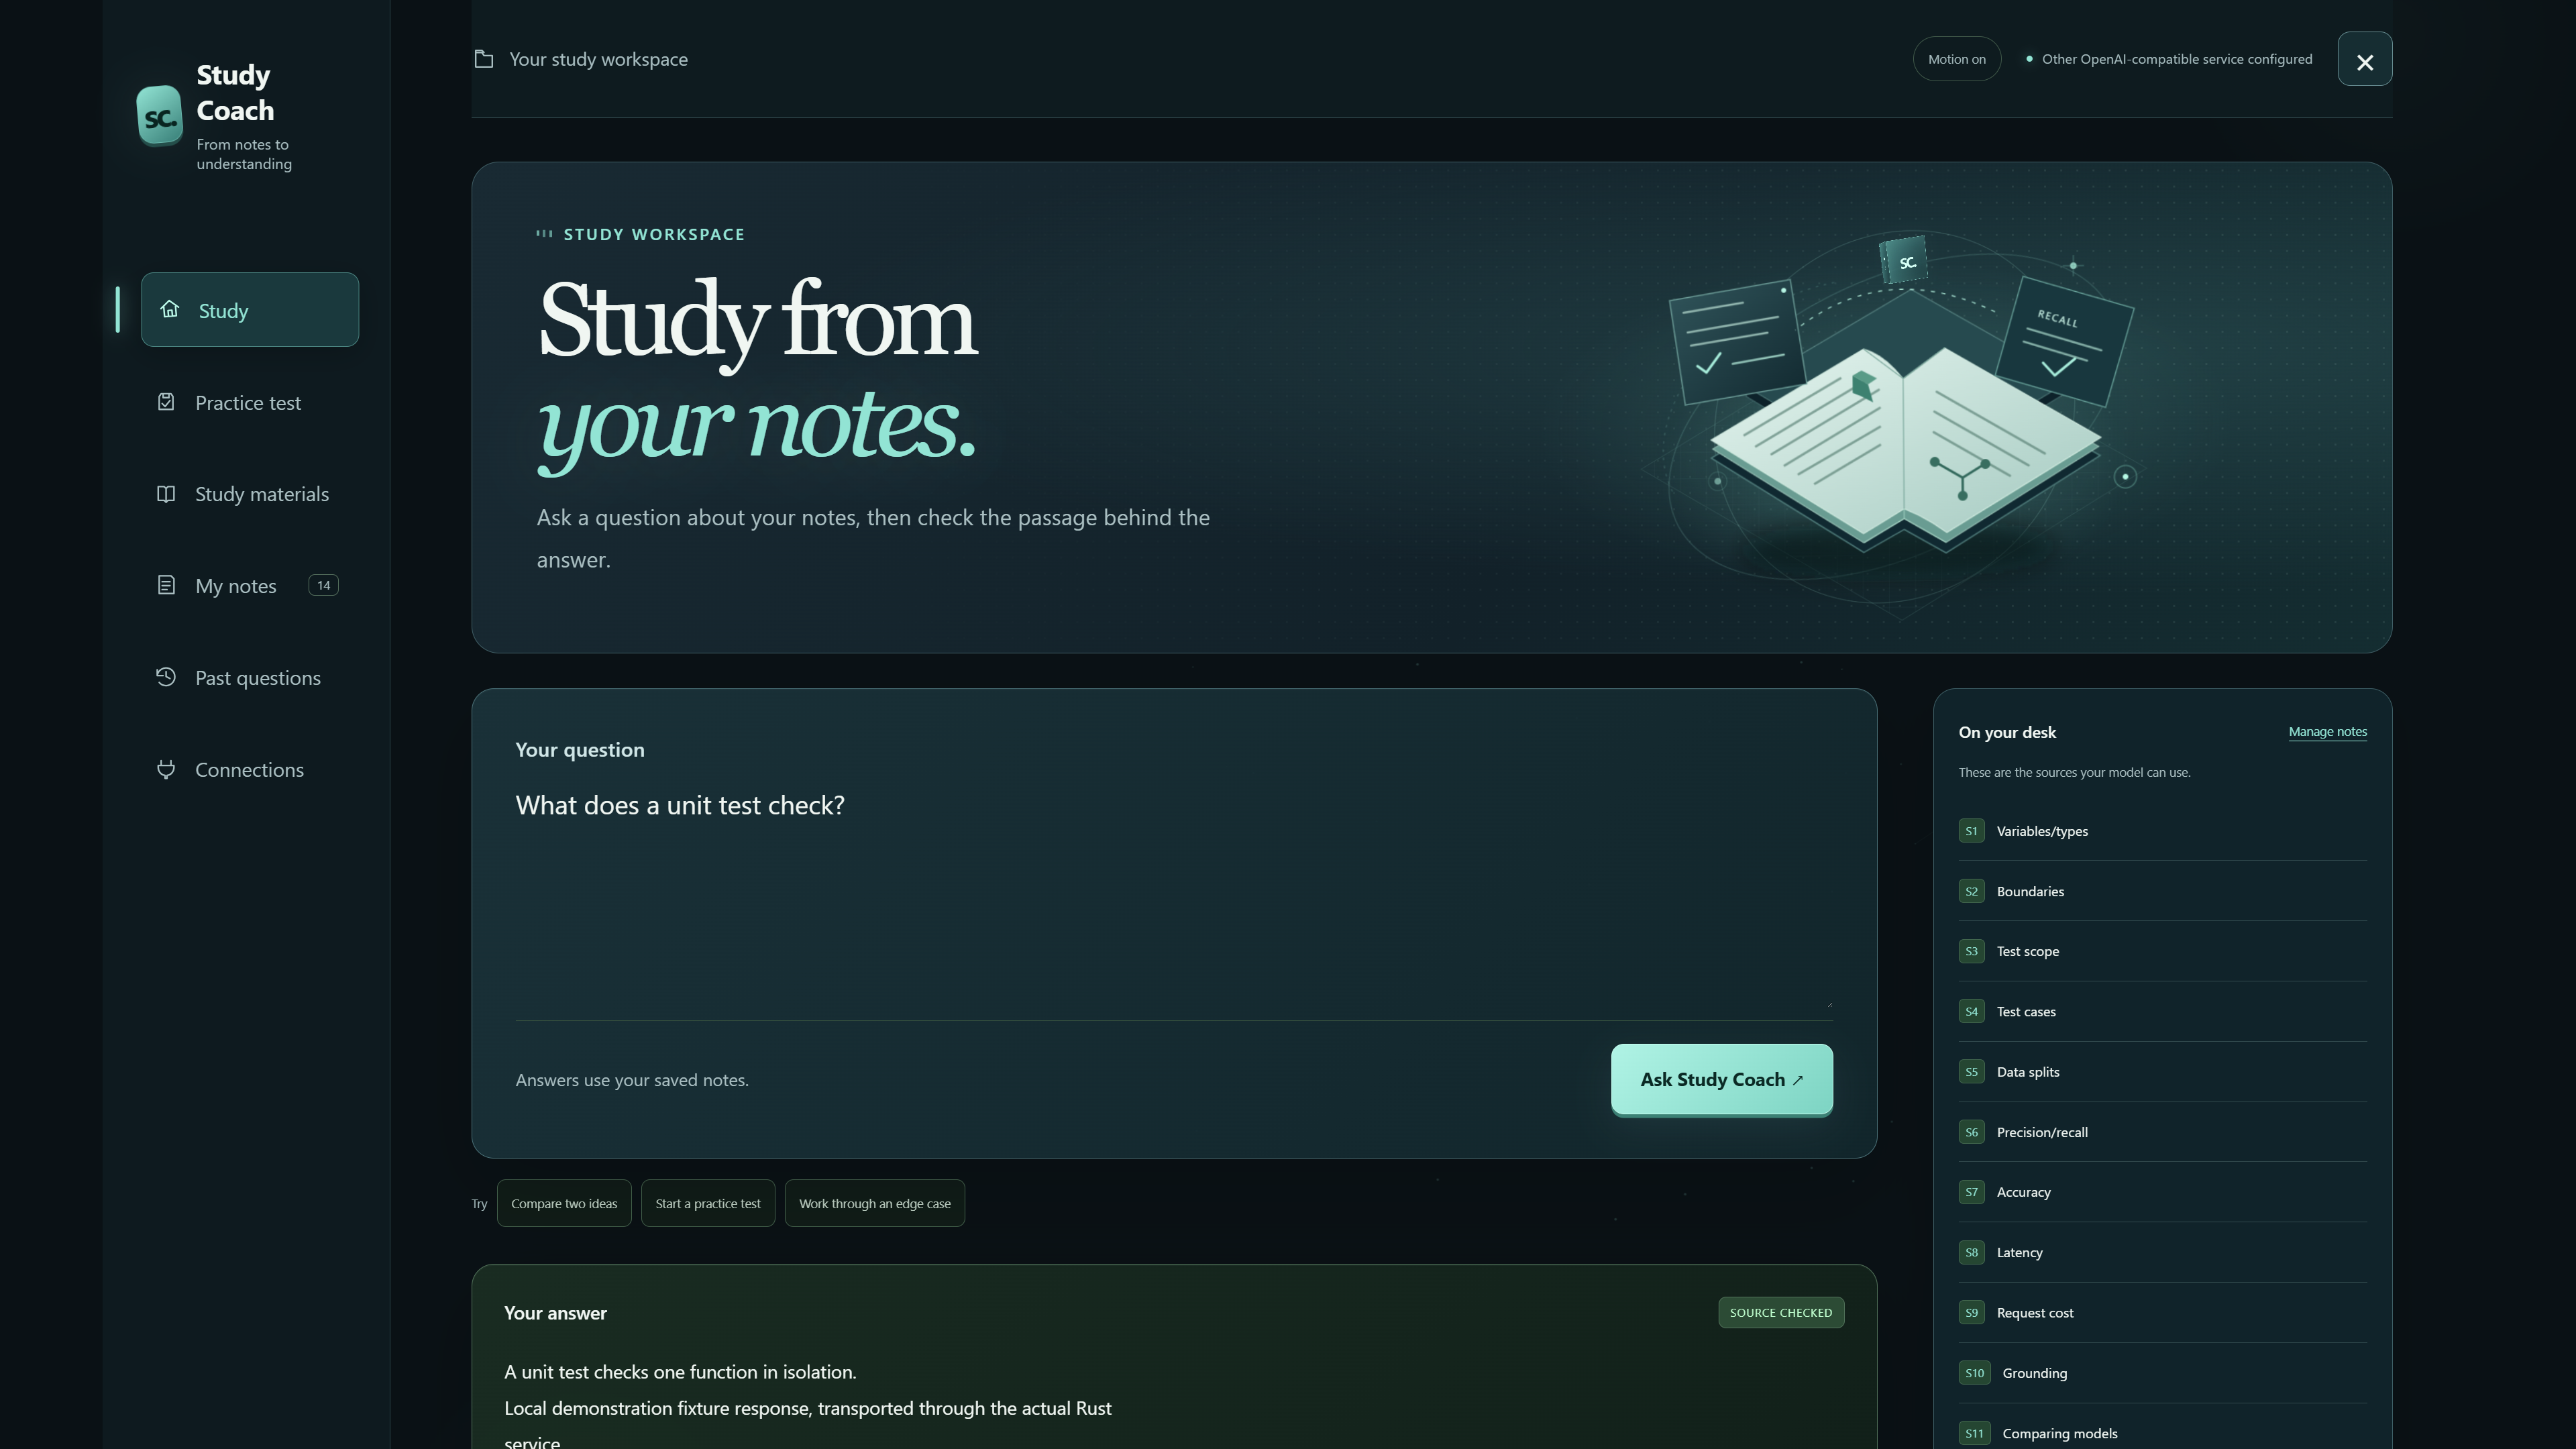 Study
Coach
From notes to
understanding
sc.
Study
Practice test
Study materials
My notes
14
Past questions
Connections
Your study workspace
Motion on
Other OpenAI-compatible service configured
STUDY WORKSPACE
Study from
your notes.
Ask a question about your notes, then check the passage behind the
answer.
sc.
RECALL
Your question
What does a unit test check?
Answers use your saved notes.
Ask Study Coach ↗
Try
Compare two ideas
Start a practice test
Work through an edge case
Your answer
SOURCE CHECKED
A unit test checks one function in isolation.
Local demonstration fixture response, transported through the actual Rust
service
On your desk
Manage notes
These are the sources your model can use.
S1 Variables/types
S2 Boundaries
S3 Test scope
S4 Test cases
S5 Data splits
S6 Precision/recall
S7 Accuracy
S8 Latency
S9 Request cost
S10 Grounding
S11 Comparing models